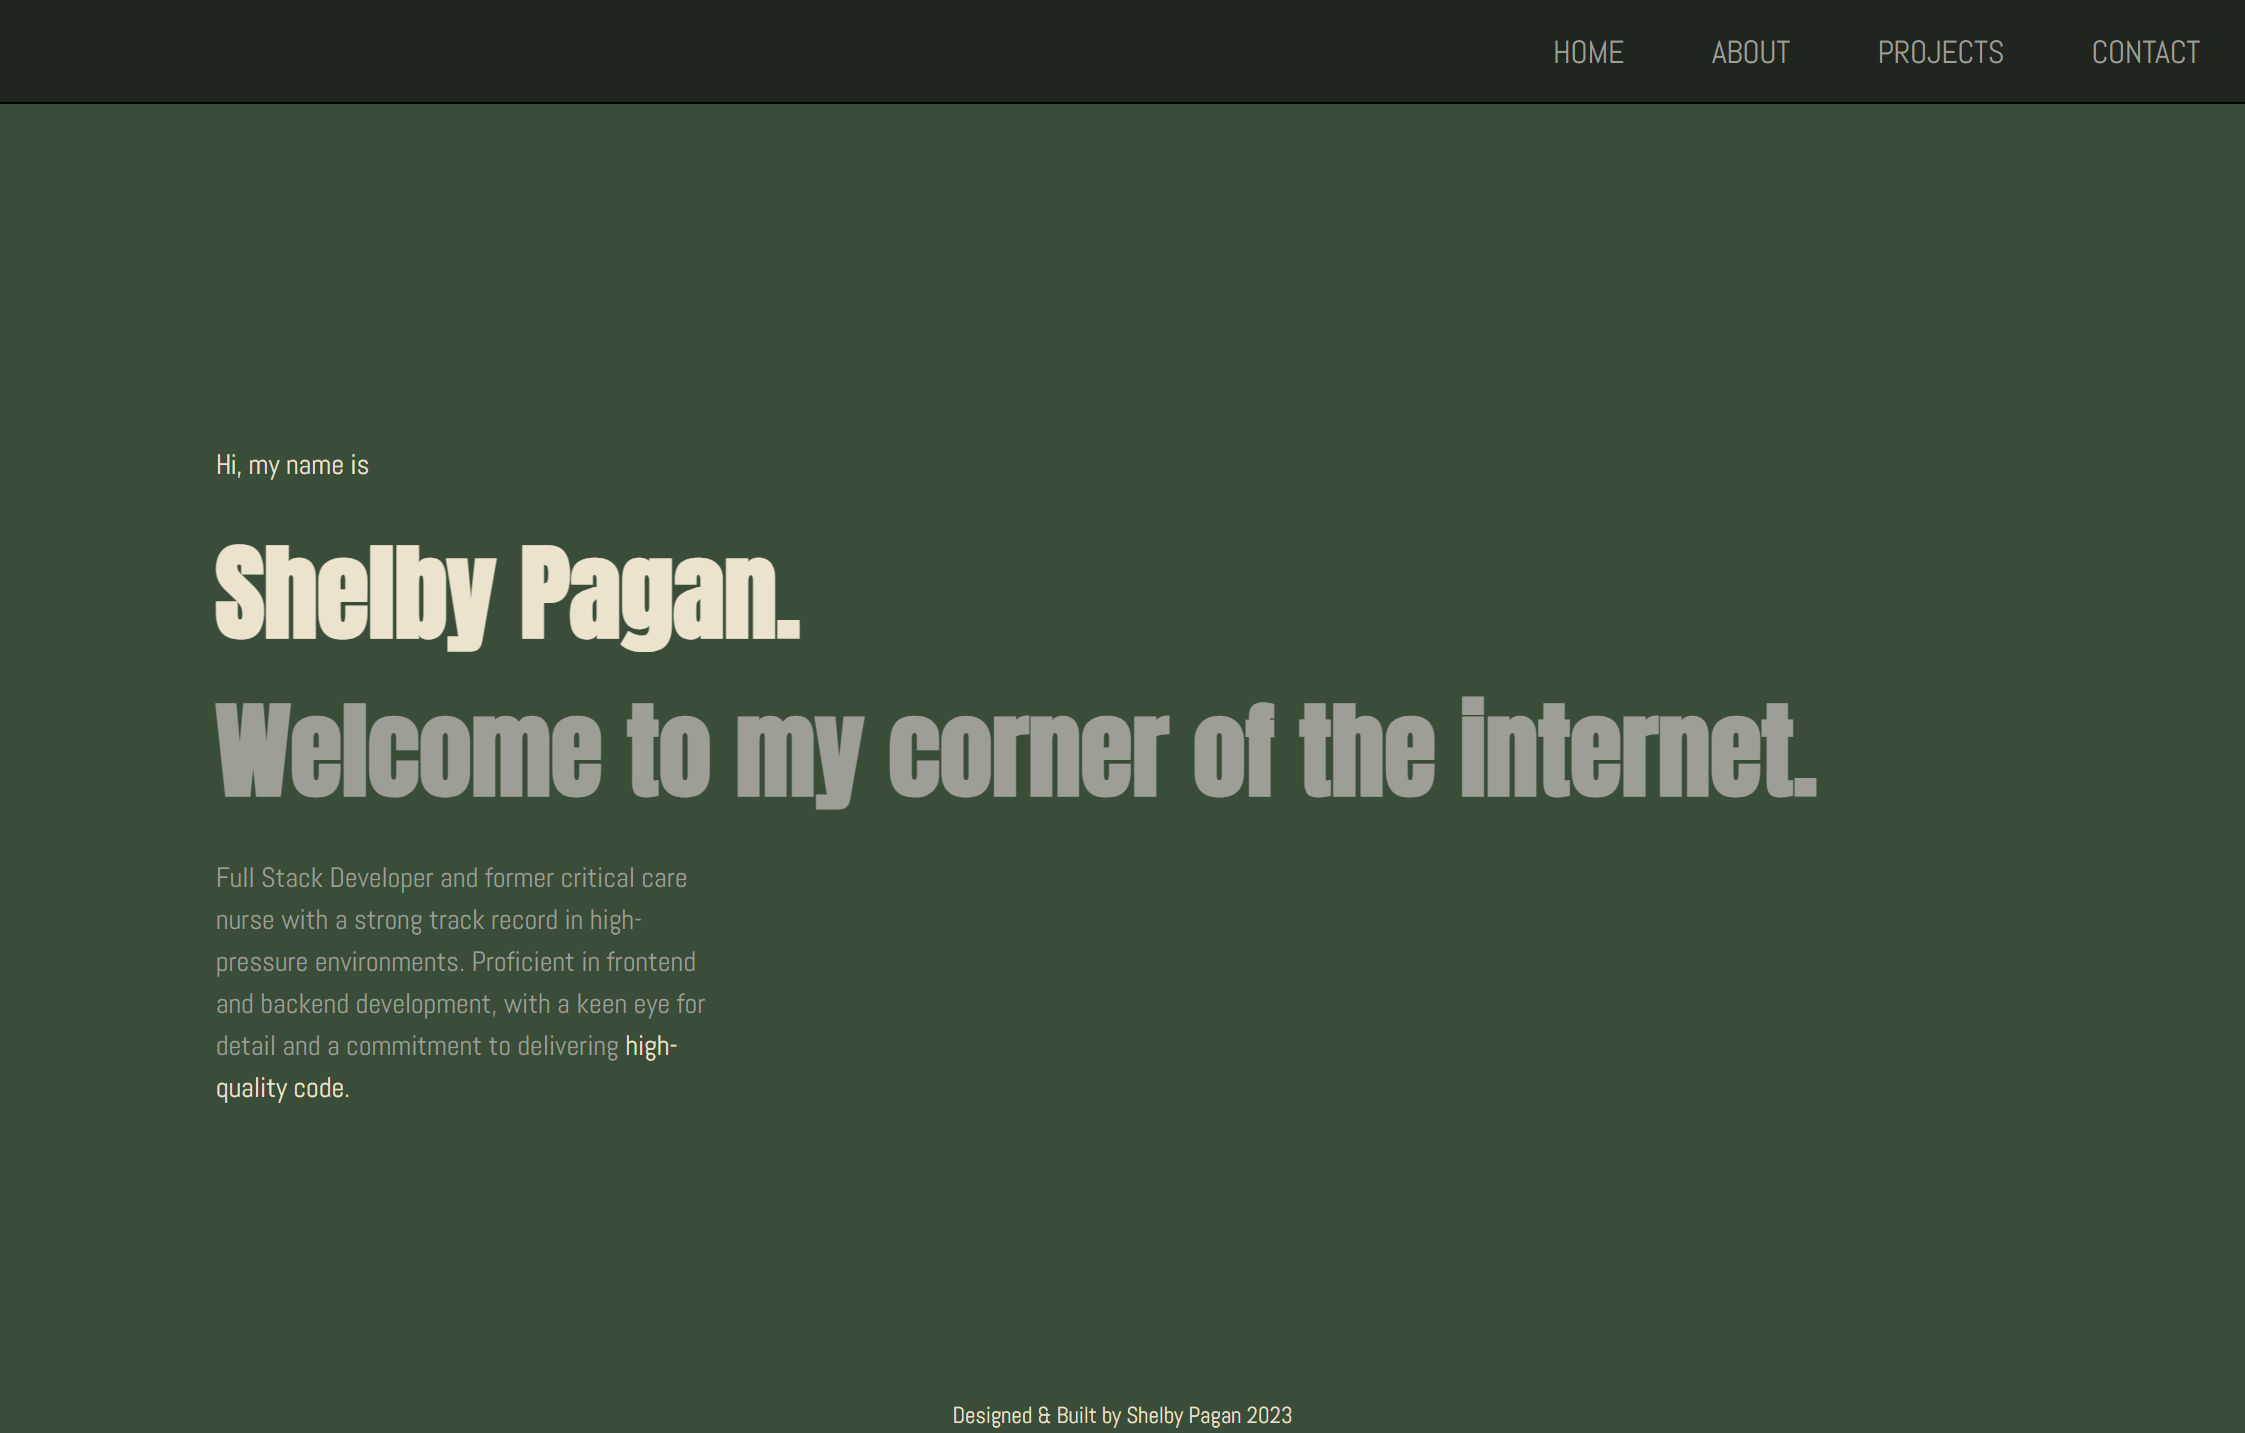 HOME ABOUT PROJECTS CONTACT
Hi, my name is
Shelby Pagan.
Welcome to my corner of the internet.
Full Stack Developer and former critical care
nurse with a strong track record in high-
pressure environments. Proficient in frontend
and backend development, with a keen eye for
detail and a commitment to delivering high-
quality code.
Designed & Built by Shelby Pagan 2023